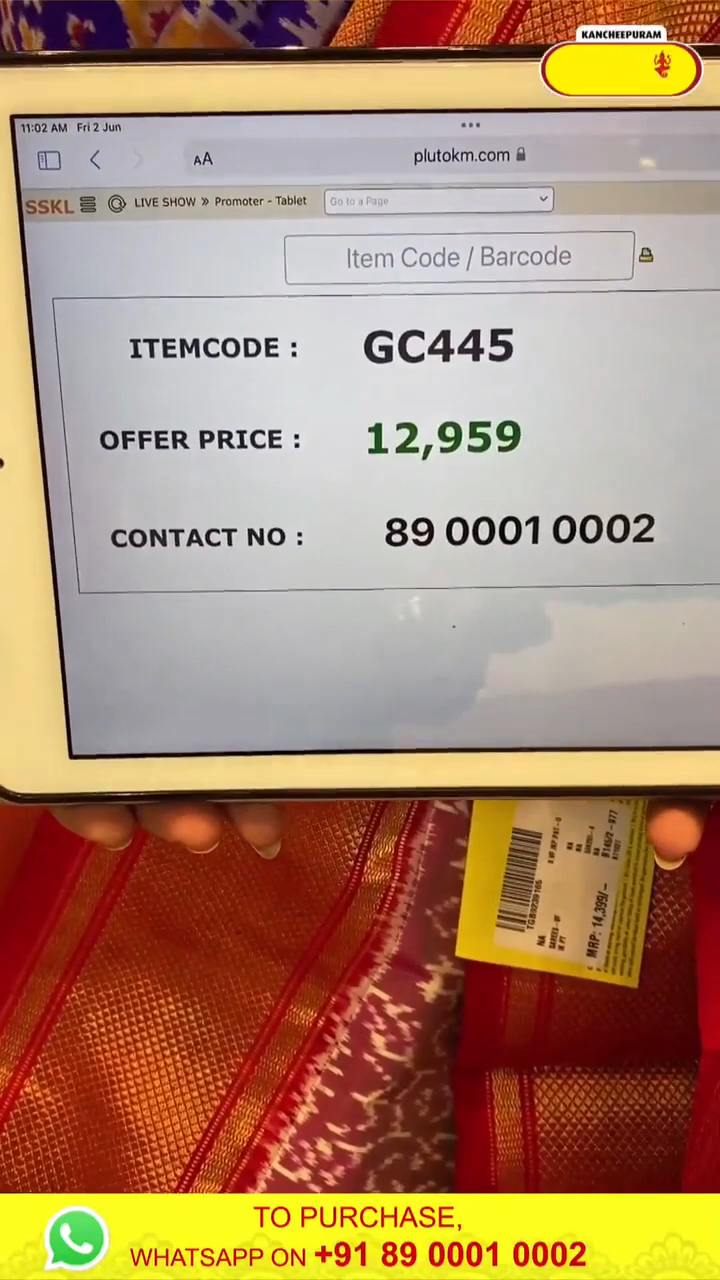 KANCHEEPURAM
11:02 AM Fri 2 Jun
AA
plutokm.com
SSKL
LIVE SHOW » Promoter - Tablet
Go to a Page
Item Code / Barcode
ITEMCODE : GC445
OFFER PRICE : 12,959
CONTACT NO : 89 0001 0002
NA
MRP: 14,399/-
TO PURCHASE,
WHATSAPP ON +91 89 0001 0002